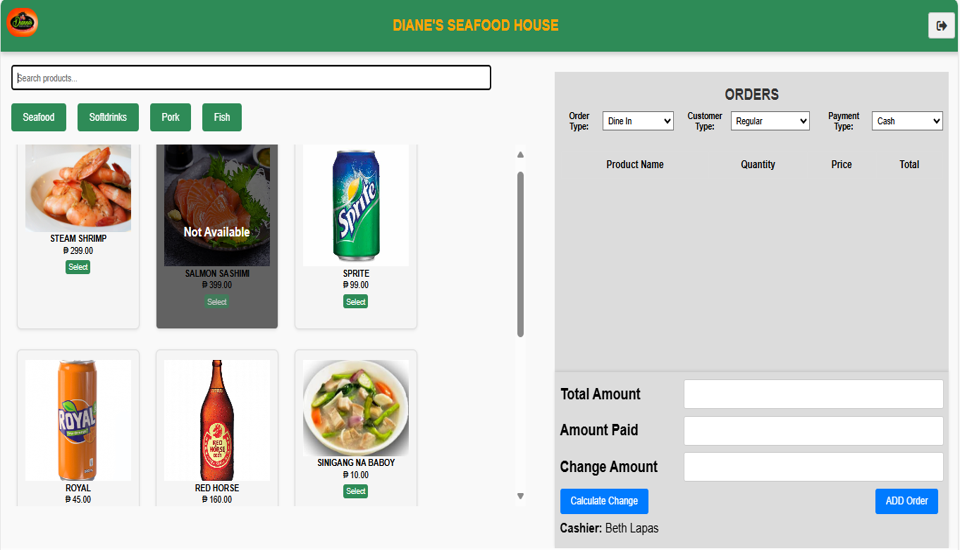 DIANE'S SEAFOOD HOUSE
Search products...
Seafood
Softdrinks
Pork
Fish
STEAM SHRIMP
₱ 299.00
Select
Not Available
SALMON SASHIMI
₱ 399.00
Select
Sprite
SPRITE
₱ 99.00
Select
ROYAL
ROYAL
₱ 45.00
RED
HORSE
BEER
RED HORSE
₱ 160.00
SINIGANG NA BABOY
₱ 10.00
Select
ORDERS
Order Type:
Dine In
Customer Type:
Regular
Payment Type:
Cash
Product Name Quantity Price Total
Total Amount
Amount Paid
Change Amount
Calculate Change
ADD Order
Cashier: Beth Lapas